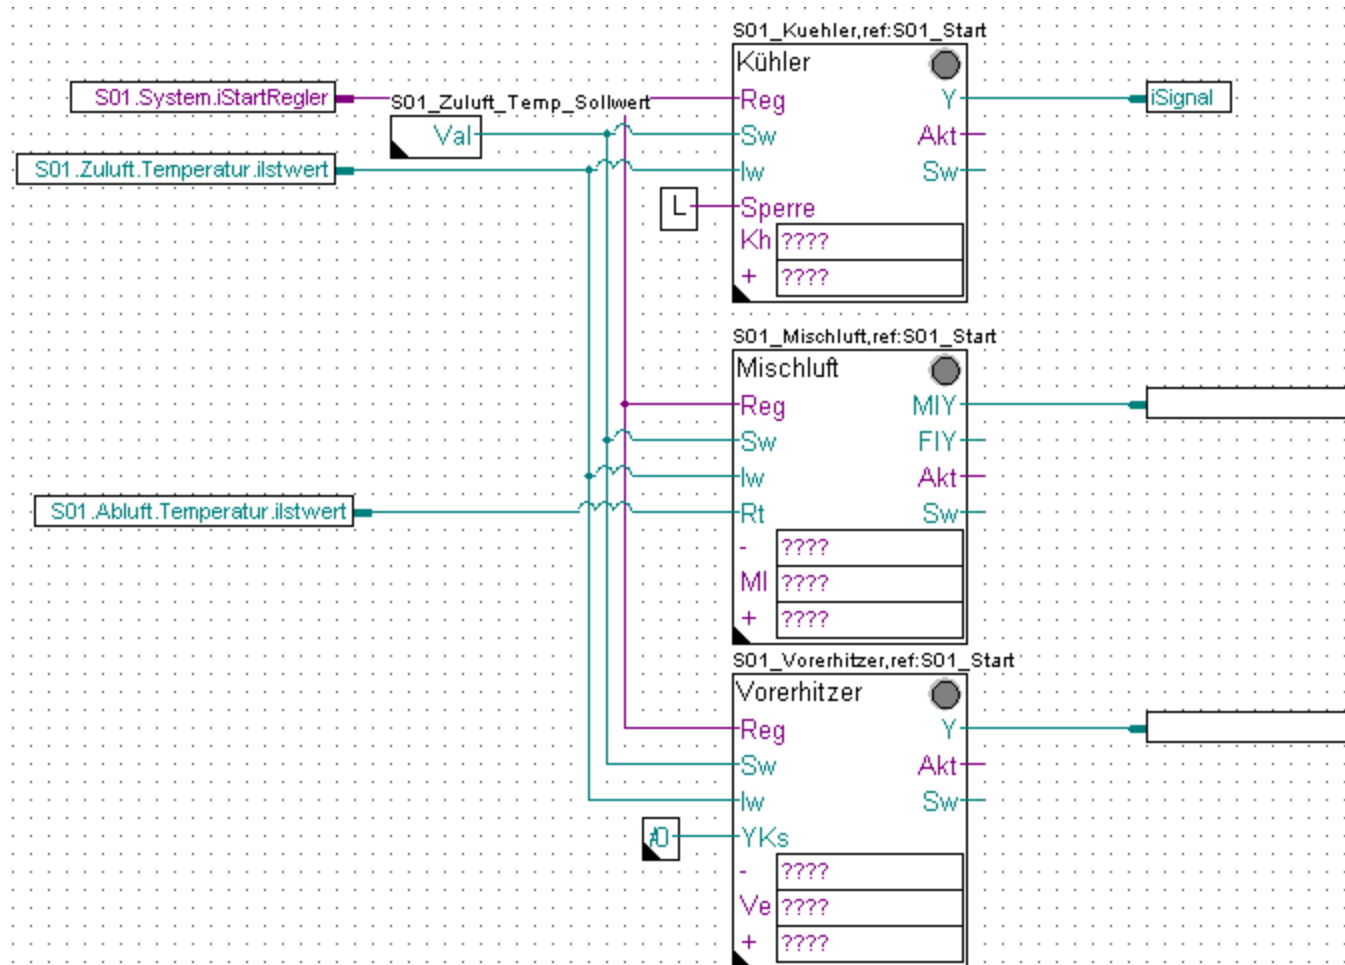 S01_Kuehler,ref:S01_Start
Kühler
S01.System.iStartRegler
S01_Zuluft_Temp_Sollwert
Reg
Y
iSignal
Val
Sw
Akt
S01.Zuluft.Temperatur.iIstwert
Iw
Sw
L
Sperre
Kh ????
+ ????
S01_Mischluft,ref:S01_Start
Mischluft
Reg
MIY
Sw
FIY
Iw
Akt
S01.Abluft.Temperatur.iIstwert
Rt
Sw
- ????
MI ????
+ ????
S01_Vorerhitzer,ref:S01_Start
Vorerhitzer
Reg
Y
Sw
Akt
Iw
Sw
#0
YKs
- ????
Ve ????
+ ????